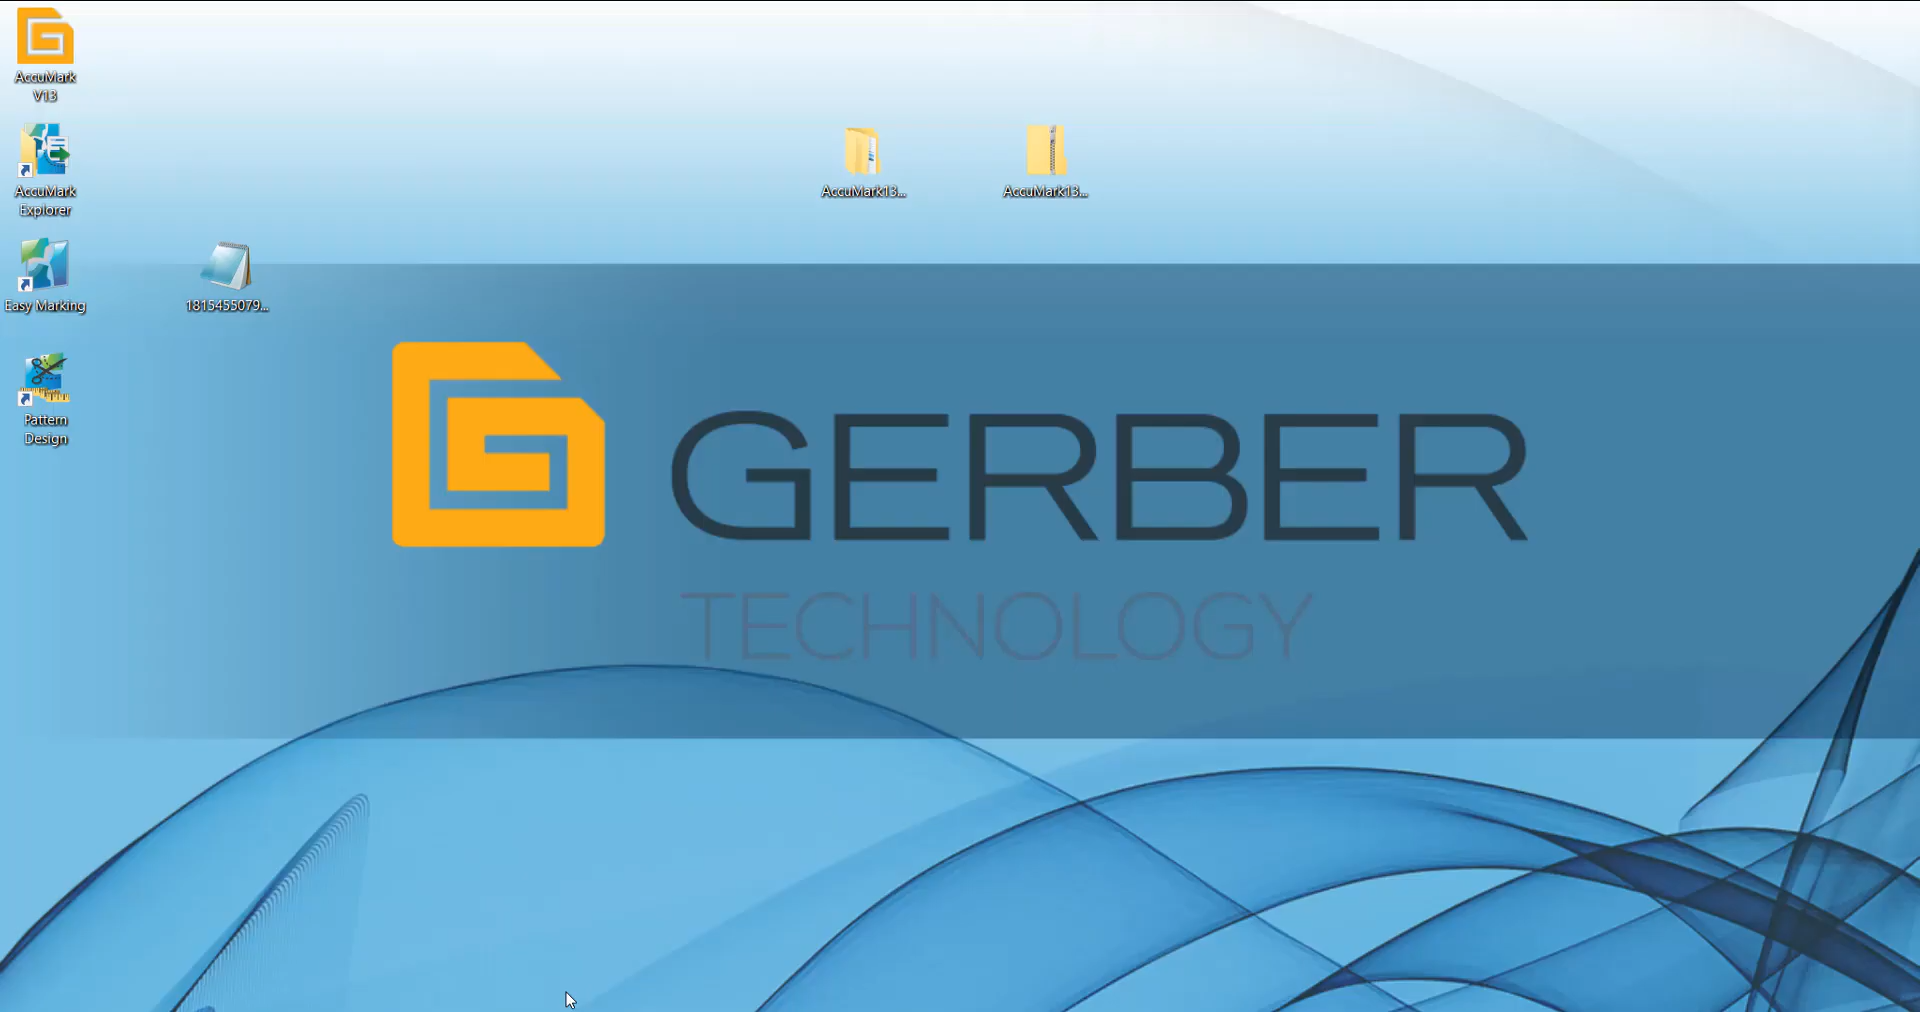 AccuMark
V13
AccuMark
Explorer
Easy Marking
Pattern
Design
1815455079...
AccuMark13...
AccuMark13...
GERBER
TECHNOLOGY